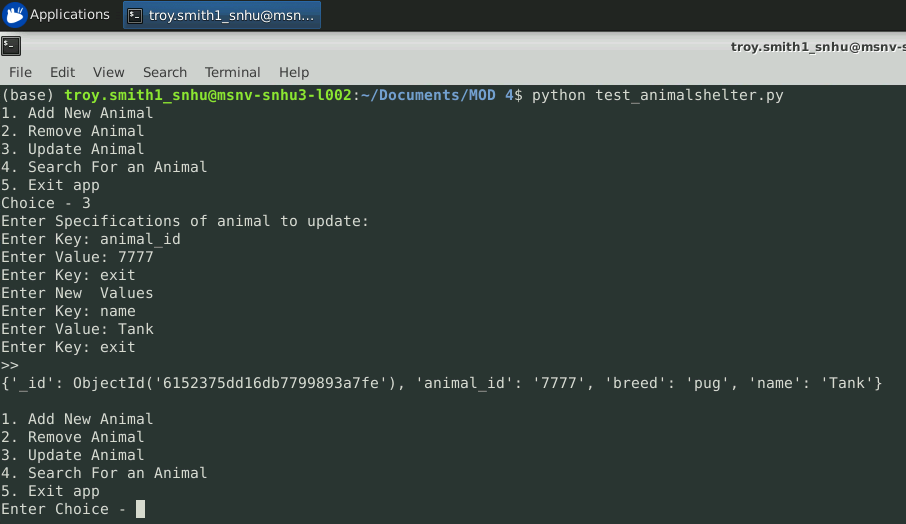 Applications
troy.smith1_snhu@msn...
troy.smith1_snhu@msnv-s
File Edit View Search Terminal Help
(base) troy.smith1_snhu@msnv-snhu3-l002:~/Documents/MOD 4$ python test_animalshelter.py
1. Add New Animal
2. Remove Animal
3. Update Animal
4. Search For an Animal
5. Exit app
Choice - 3
Enter Specifications of animal to update:
Enter Key: animal_id
Enter Value: 7777
Enter Key: exit
Enter New  Values
Enter Key: name
Enter Value: Tank
Enter Key: exit
>>
{'_id': ObjectId('6152375dd16db7799893a7fe'), 'animal_id': '7777', 'breed': 'pug', 'name': 'Tank'}
1. Add New Animal
2. Remove Animal
3. Update Animal
4. Search For an Animal
5. Exit app
Enter Choice -